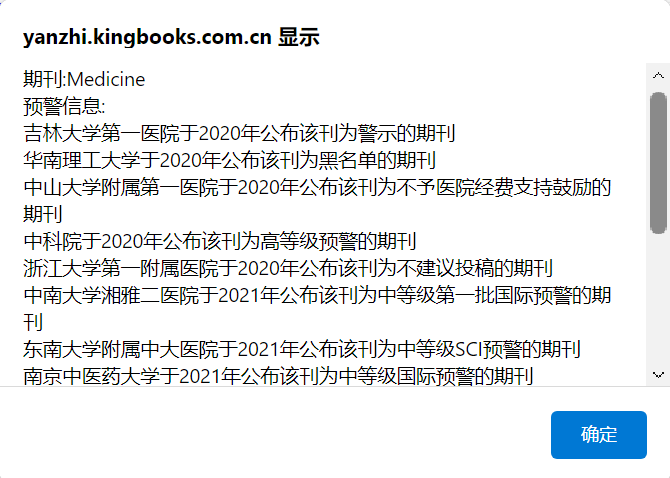 yanzhi.kingbooks.com.cn 显示
期刊:Medicine
预警信息:
吉林大学第一医院于2020年公布该刊为警示的期刊
华南理工大学于2020年公布该刊为黑名单的期刊
中山大学附属第一医院于2020年公布该刊为不予医院经费支持鼓励的
期刊
中科院于2020年公布该刊为高等级预警的期刊
浙江大学第一附属医院于2020年公布该刊为不建议投稿的期刊
中南大学湘雅二医院于2021年公布该刊为中等级第一批国际预警的期
刊
东南大学附属中大医院于2021年公布该刊为中等级SCI预警的期刊
南京中医药大学于2021年公布该刊为中等级国际预警的期刊
确定